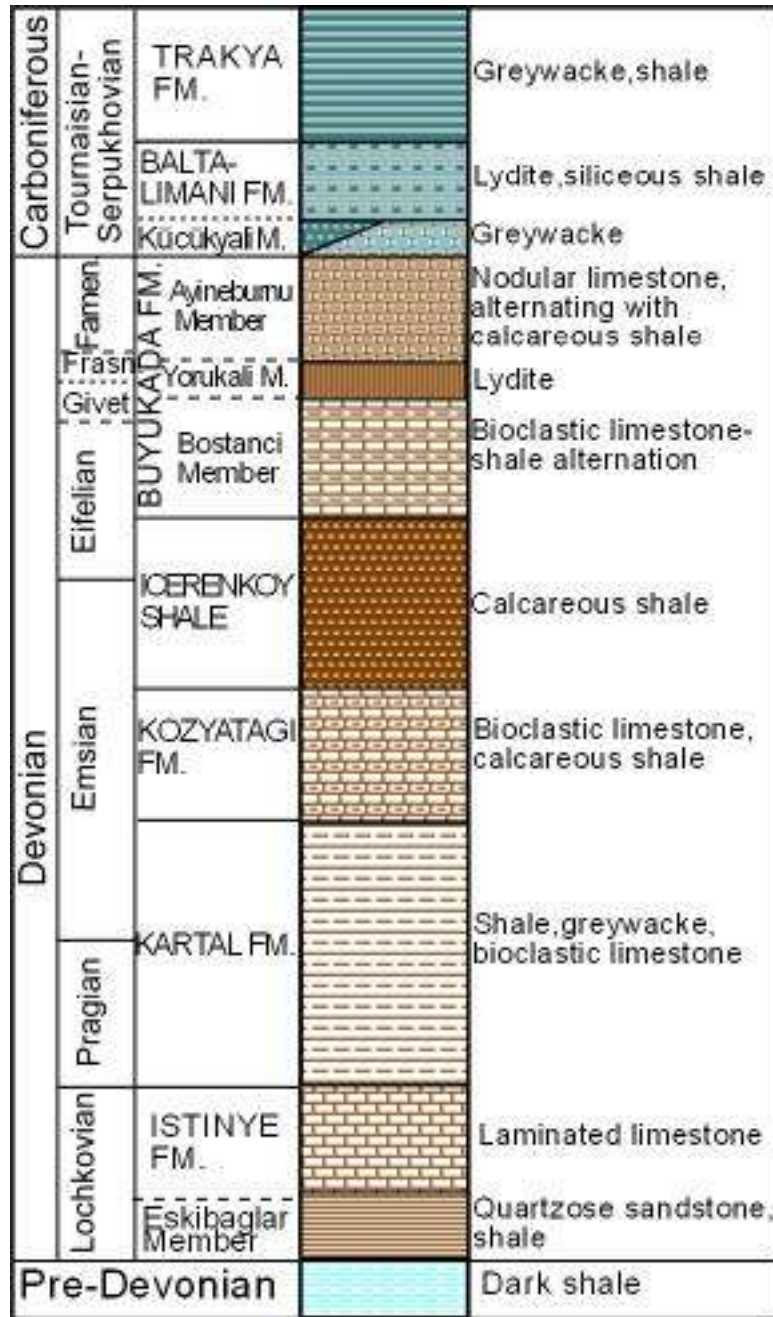 Carboniferous
Tournaisian-
Serpukhovian
TRAKYA
FM.
Greywacke,shale
BALTA-
LIMANI FM.
Lydite,siliceous shale
Kücükyali M.
Greywacke
Devonian
Famen.
BUYUKADA FM.
Ayineburnu
Member
Nodular limestone,
alternating with
calcareous shale
Frasn
Yorukali M.
Lydite
Givet
Bostanci
Member
Bioclastic limestone-
shale alternation
Eifelian
ICERENKOY
SHALE
Calcareous shale
Emsian
KOZYATAGI
FM.
Bioclastic limestone,
calcareous shale
KARTAL FM.
Shale,greywacke,
bioclastic limestone
Pragian
Lochkovian
ISTINYE
FM.
Laminated limestone
Eskibaglar
Member
Quartzose sandstone,
shale
Pre-Devonian
Dark shale